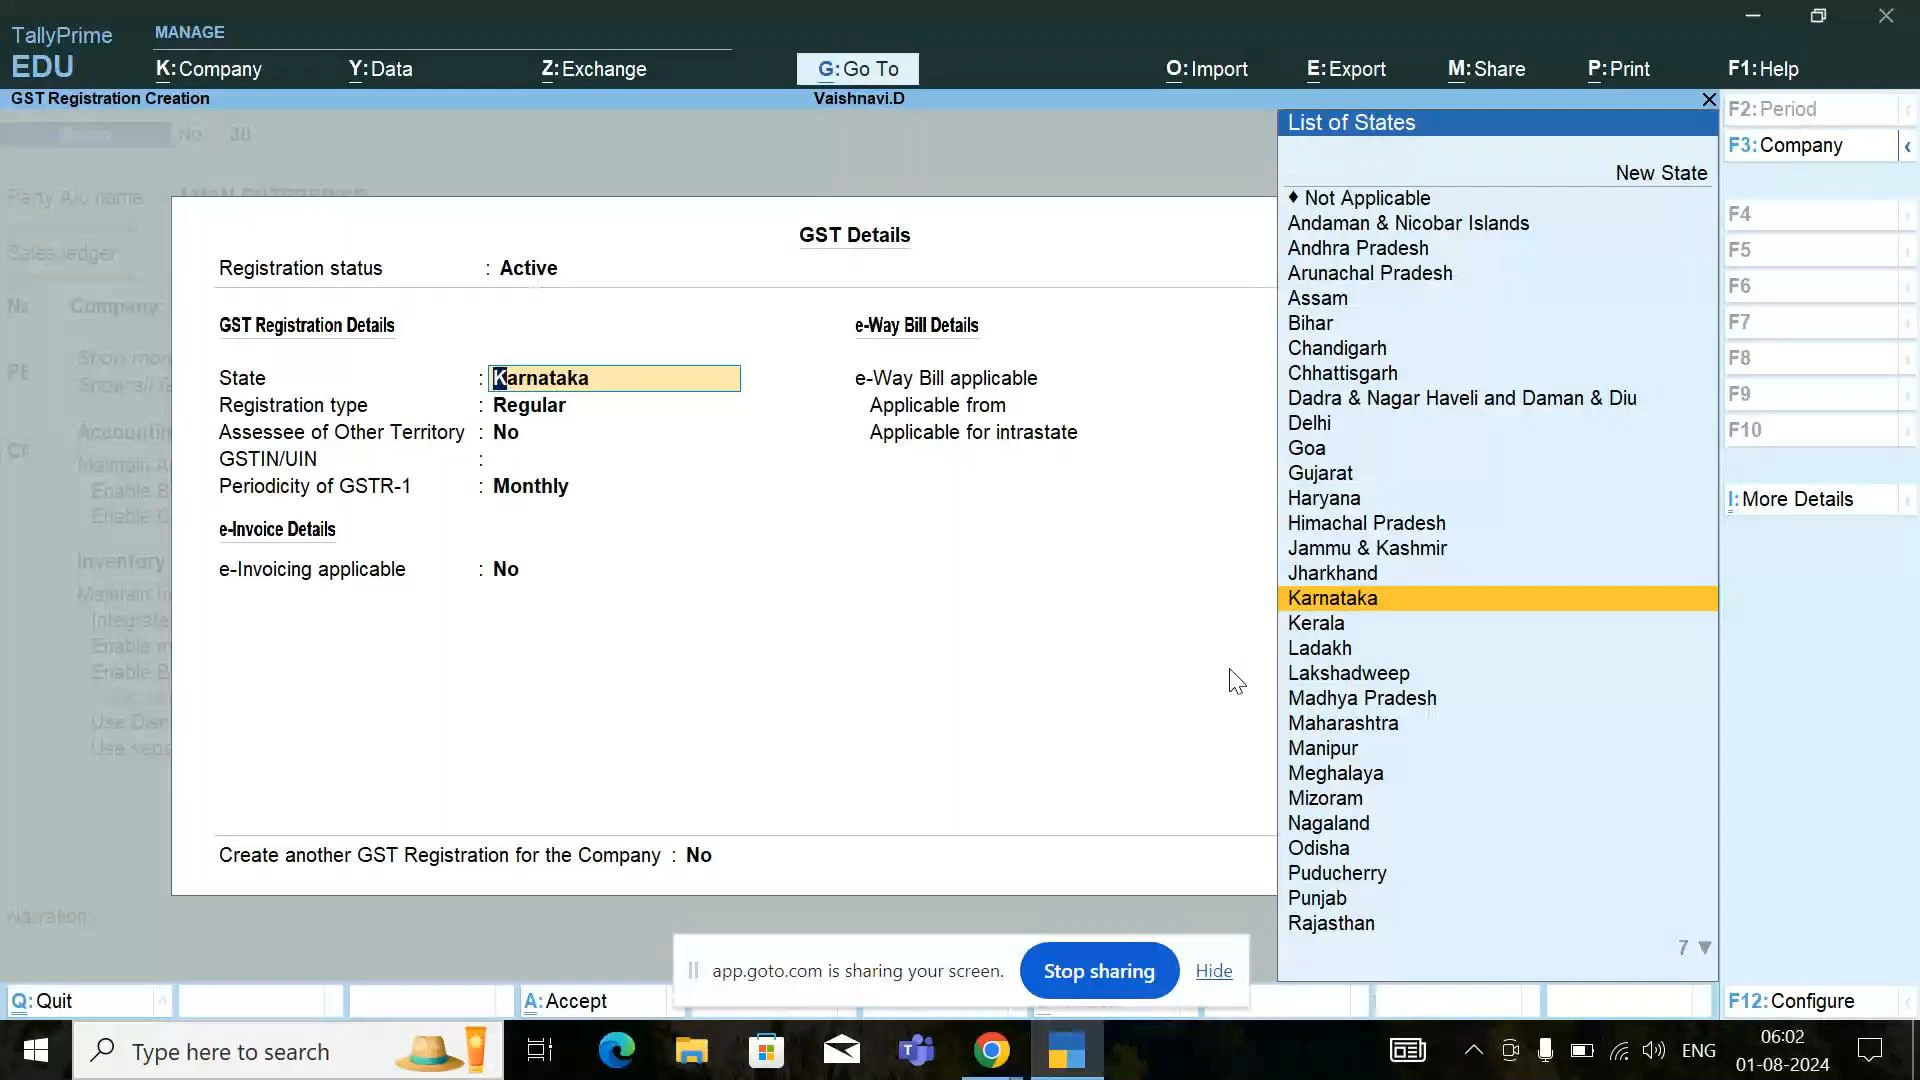 TallyPrime
EDU
MANAGE
K:Company
Y:Data
Z:Exchange
G:Go To
O:Import
E:Export
M:Share
P:Print
F1:Help
GST Registration Creation
Vaishnavi.D
No. 38
Party A/c name :
Sales ledger
Company
Narration
GST Details
Registration status : Active
GST Registration Details
State : Karnataka
Registration type : Regular
Assessee of Other Territory : No
GSTIN/UIN :
Periodicity of GSTR-1 : Monthly
e-Invoice Details
e-Invoicing applicable : No
e-Way Bill Details
e-Way Bill applicable
Applicable from
Applicable for intrastate
Create another GST Registration for the Company : No
List of States
New State
♦ Not Applicable
Andaman & Nicobar Islands
Andhra Pradesh
Arunachal Pradesh
Assam
Bihar
Chandigarh
Chhattisgarh
Dadra & Nagar Haveli and Daman & Diu
Delhi
Goa
Gujarat
Haryana
Himachal Pradesh
Jammu & Kashmir
Jharkhand
Karnataka
Kerala
Ladakh
Lakshadweep
Madhya Pradesh
Maharashtra
Manipur
Meghalaya
Mizoram
Nagaland
Odisha
Puducherry
Punjab
Rajasthan
7 ▼
F2:Period
F3:Company
F4
F5
F6
F7
F8
F9
F10
I:More Details
F12:Configure
app.goto.com is sharing your screen.
Stop sharing
Hide
Q:Quit
A:Accept
Type here to search
ENG
06:02
01-08-2024